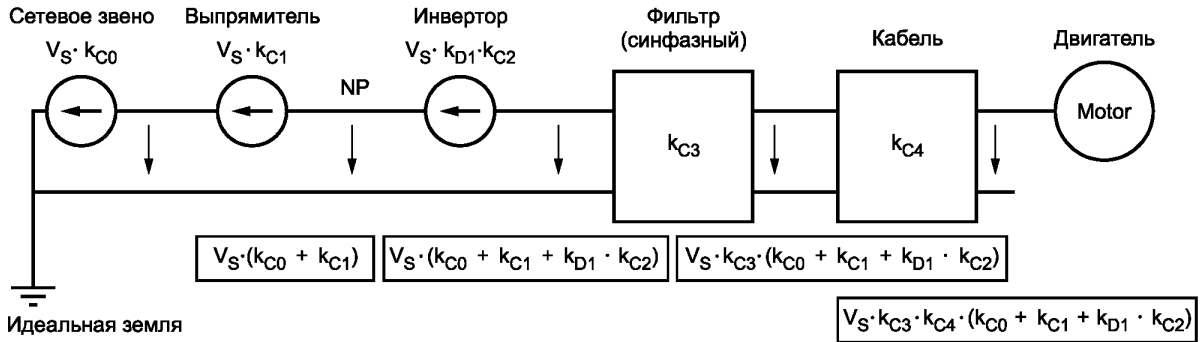 Сетевое звено
V_S · k_C0
Выпрямитель
V_S · k_C1
NP
Инвертор
V_S · k_D1 · k_C2
Фильтр
(синфазный)
k_C3
Кабель
k_C4
Двигатель
Motor
V_S·(k_C0 + k_C1)
V_S·(k_C0 + k_C1 + k_D1 · k_C2)
V_S·k_C3·(k_C0 + k_C1 + k_D1 · k_C2)
V_S·k_C3·k_C4·(k_C0 + k_C1 + k_D1 · k_C2)
Идеальная земля